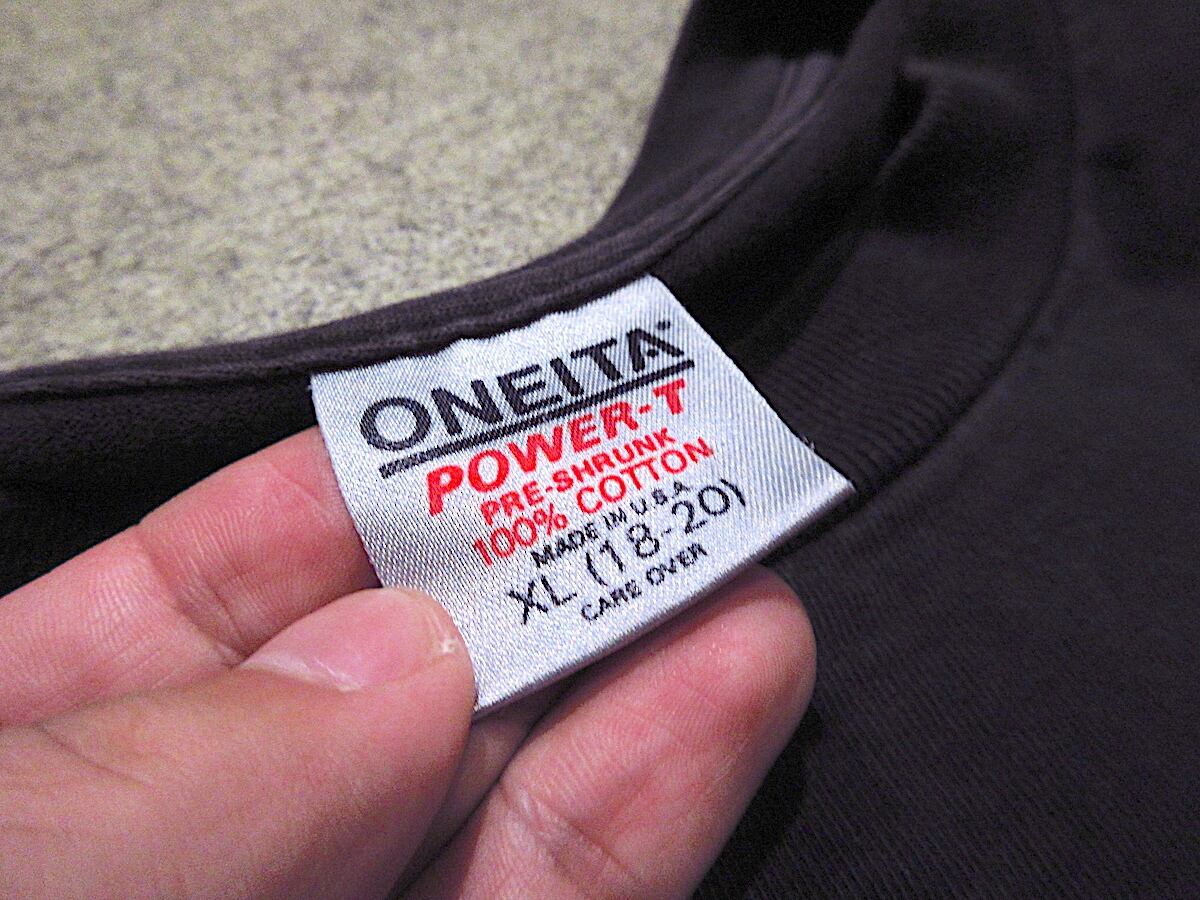 ONEITA
POWER-T
PRE-SHRUNK
100% COTTON
MADE IN U.S.A
XL (18-20)
CARE OVER